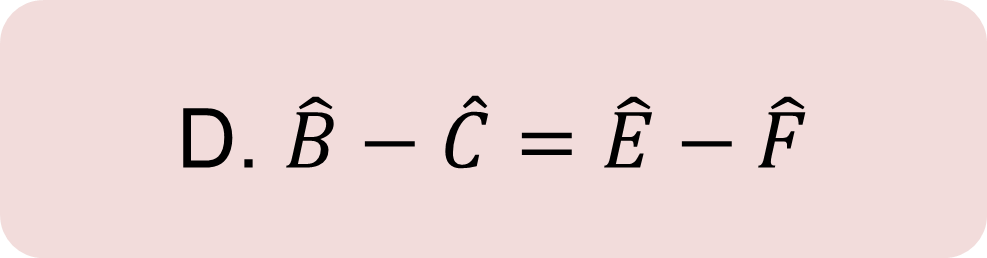 D. B̂ − Ĉ = Ê − F̂